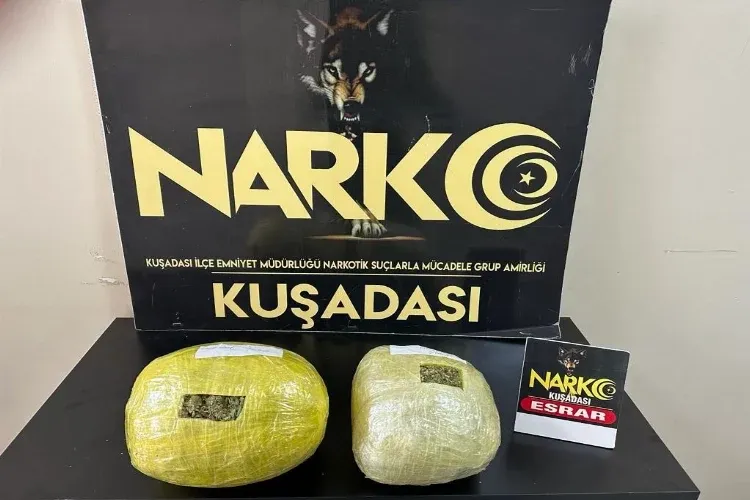 NARKO
KUŞADASI İLÇE EMNİYET MÜDÜRLÜĞÜ NARKOTİK SUÇLARLA MÜCADELE GRUP AMİRLİĞİ
KUŞADASI
NARKO
KUŞADASI
ESRAR